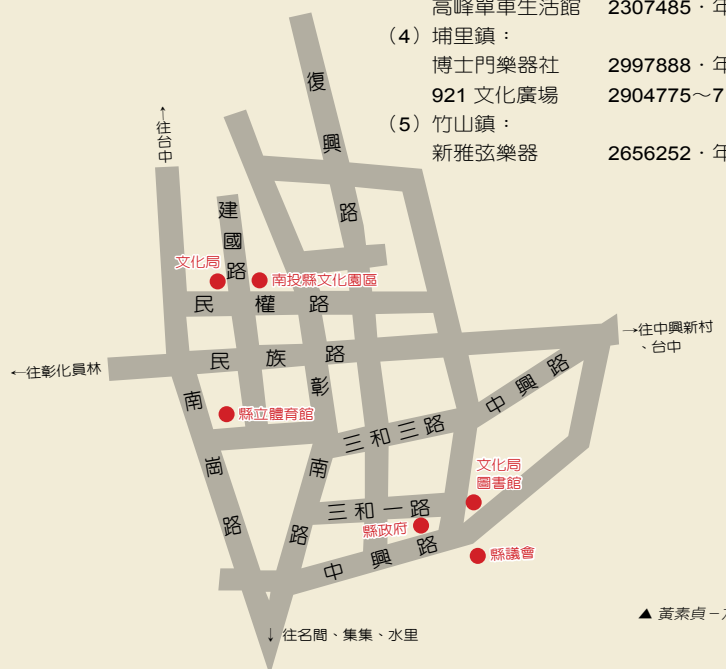 高峰單車生活館 2307485．年
（4）埔里鎮：
博士門樂器社 2997888．年
921 文化廣場 2904775～7
（5）竹山鎮：
新雅弦樂器 2656252．年
復興路
↑往台中
建國路
文化局
南投縣文化園區
民權路
→往中興新村
、台中
民族路
←往彰化員林
中興路
南崗路
彰南路
縣立體育館
三和三路
文化局
圖書館
三和一路
縣政府
中興路
縣議會
▲ 黃素貞－
↓往名間、集集、水里